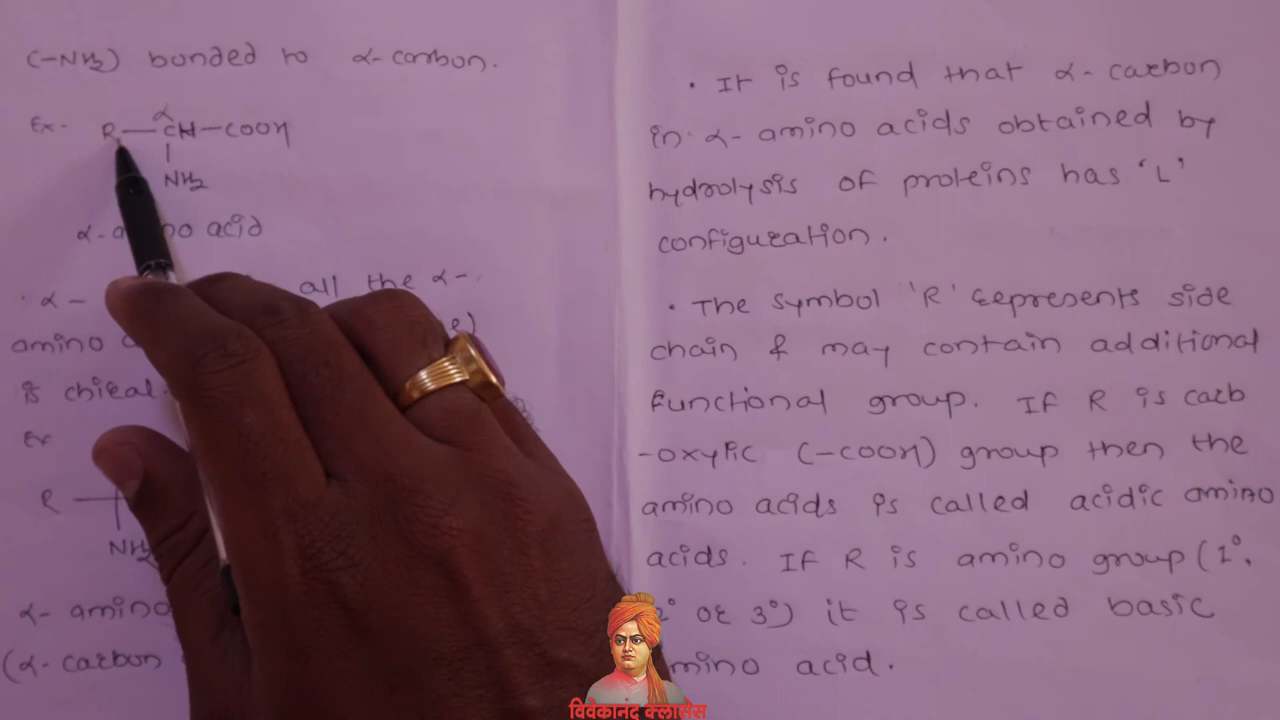 (-NH2) bonded to α-carbon.
Ex- R—CH—COOH
α
NH2
α-amino acid
· α- all the α-
amino
is chiral.
Ex
R
NH2
α-amino
(α-carbon
· It is found that α-carbon
in α-amino acids obtained by
hydrolysis of proteins has 'L'
configuration.
· The symbol 'R' represents side
chain & may contain additional
functional group. If R is carb
-oxylic (-COOH) group then the
amino acids is called acidic amino
acids. If R is amino group (1°,
2° or 3°) it is called basic
amino acid.
विवेकानंद क्लासेस